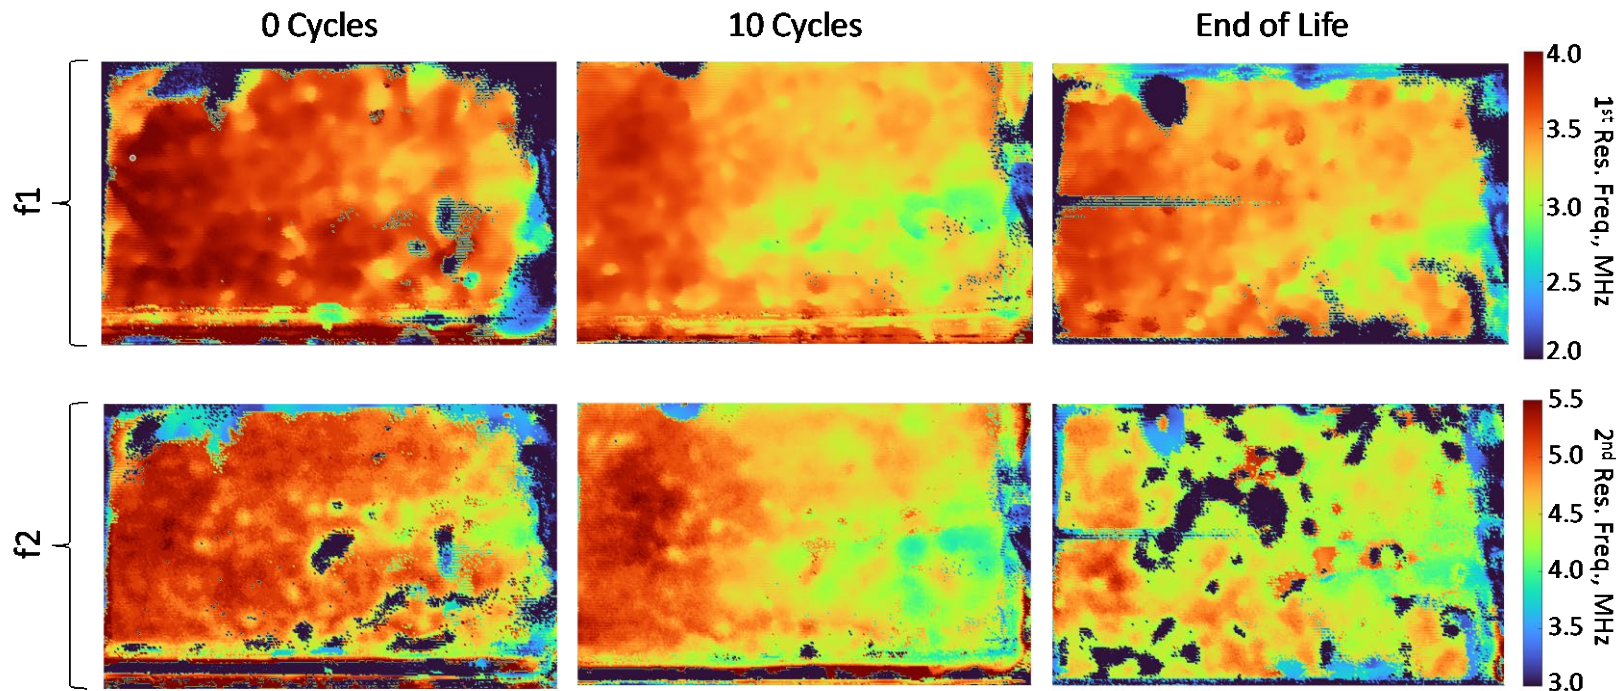 0 Cycles
10 Cycles
End of Life
f1
4.0
3.5
3.0
2.5
2.0
1st Res. Freq., MHz
f2
5.5
5.0
4.5
4.0
3.5
3.0
2nd Res. Freq., MHz